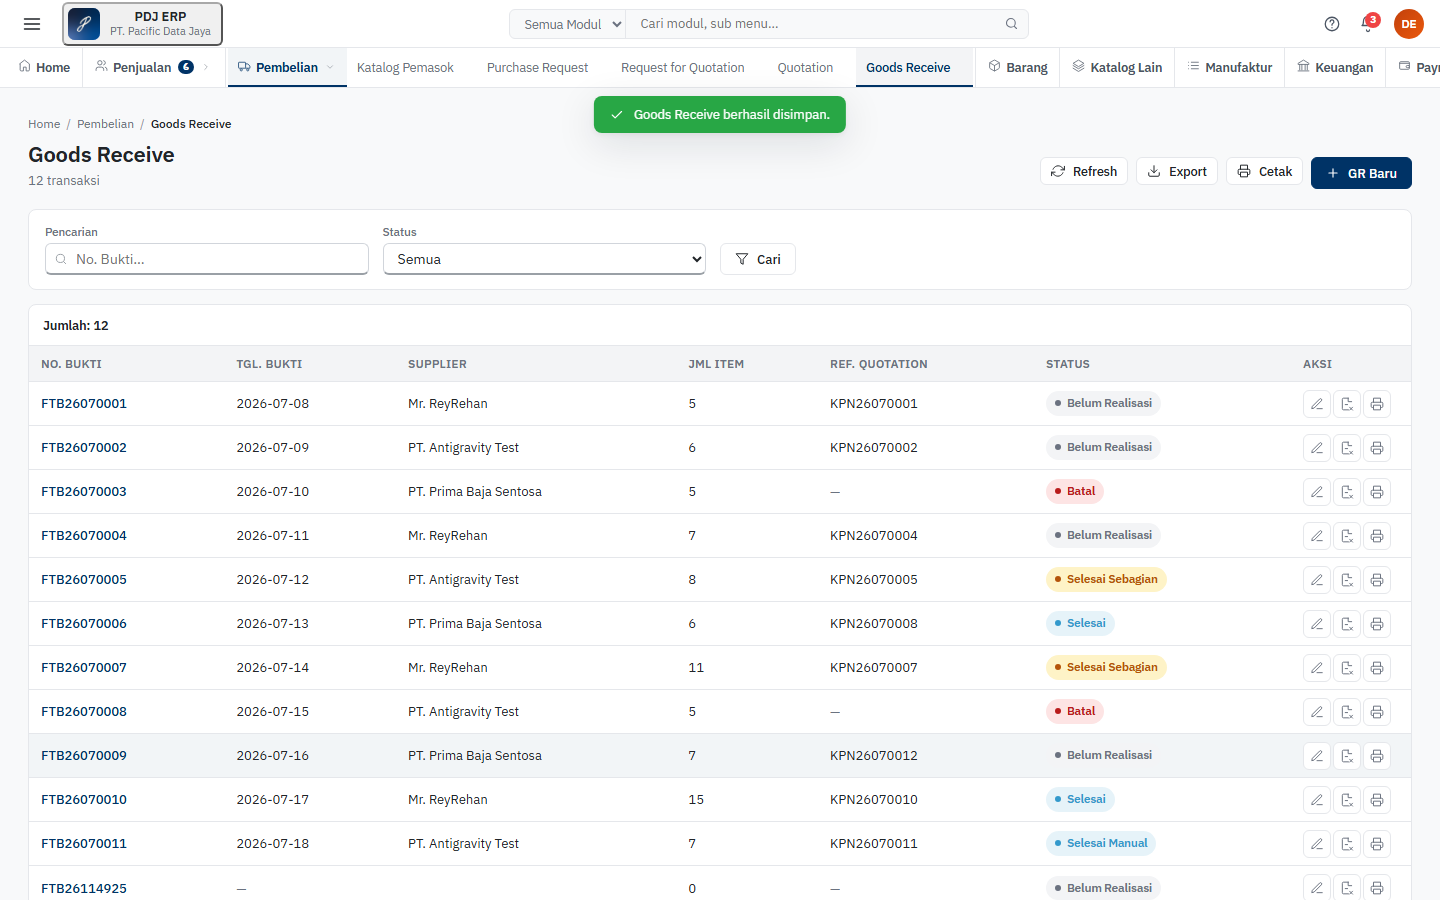 PDJ ERP
PT. Pacific Data Jaya
Semua Modul
Cari modul, sub menu...
3
DE
Home
Penjualan 6
Pembelian
Katalog Pemasok
Purchase Request
Request for Quotation
Quotation
Goods Receive
Barang
Katalog Lain
Manufaktur
Keuangan
Goods Receive berhasil disimpan.
Home / Pembelian / Goods Receive
Goods Receive
12 transaksi
Refresh
Export
Cetak
GR Baru
Pencarian
Status
No. Bukti...
Semua
Cari
Jumlah: 12
NO. BUKTI TGL. BUKTI SUPPLIER JML ITEM REF. QUOTATION STATUS AKSI
FTB26070001 2026-07-08 Mr. ReyRehan 5 KPN26070001 Belum Realisasi
FTB26070002 2026-07-09 PT. Antigravity Test 6 KPN26070002 Belum Realisasi
FTB26070003 2026-07-10 PT. Prima Baja Sentosa 5 — Batal
FTB26070004 2026-07-11 Mr. ReyRehan 7 KPN26070004 Belum Realisasi
FTB26070005 2026-07-12 PT. Antigravity Test 8 KPN26070005 Selesai Sebagian
FTB26070006 2026-07-13 PT. Prima Baja Sentosa 6 KPN26070008 Selesai
FTB26070007 2026-07-14 Mr. ReyRehan 11 KPN26070007 Selesai Sebagian
FTB26070008 2026-07-15 PT. Antigravity Test 5 — Batal
FTB26070009 2026-07-16 PT. Prima Baja Sentosa 7 KPN26070012 Belum Realisasi
FTB26070010 2026-07-17 Mr. ReyRehan 15 KPN26070010 Selesai
FTB26070011 2026-07-18 PT. Antigravity Test 7 KPN26070011 Selesai Manual
FTB26114925 — 0 — Belum Realisasi